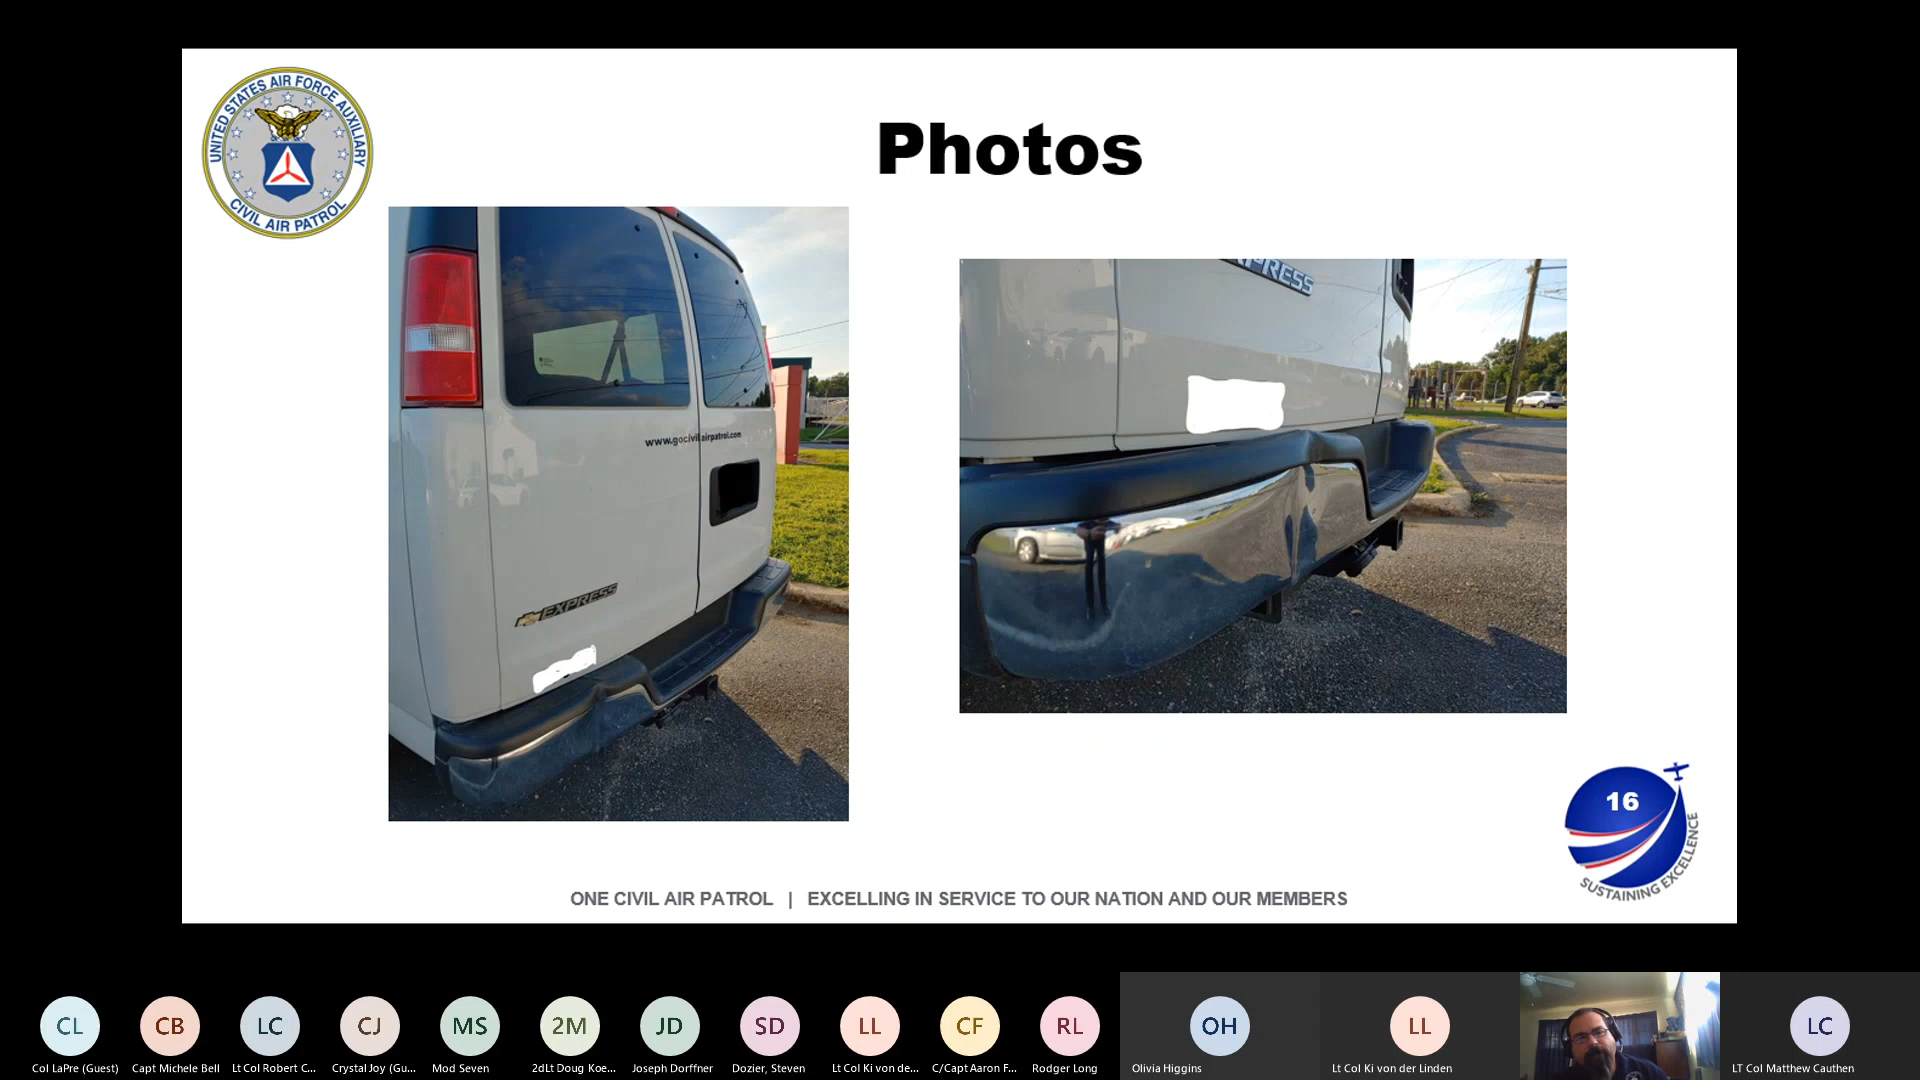 UNITED STATES AIR FORCE AUXILIARY
CIVIL AIR PATROL
Photos
www.gocivilairpatrol.com
EXPRESS
PRESS
16
SUSTAINING EXCELLENCE
ONE CIVIL AIR PATROL | EXCELLING IN SERVICE TO OUR NATION AND OUR MEMBERS
CL
CB
LC
CJ
MS
2M
JD
SD
LL
CF
RL
OH
LL
LC
Col LaPre (Guest)
Capt Michele Bell
Lt Col Robert C...
Crystal Joy (Gu...
Mod Seven
2dLt Doug Koe...
Joseph Dorffner
Dozier, Steven
Lt Col Ki von de...
C/Capt Aaron F...
Rodger Long
Olivia Higgins
Lt Col Ki von der Linden
LT Col Matthew Cauthen